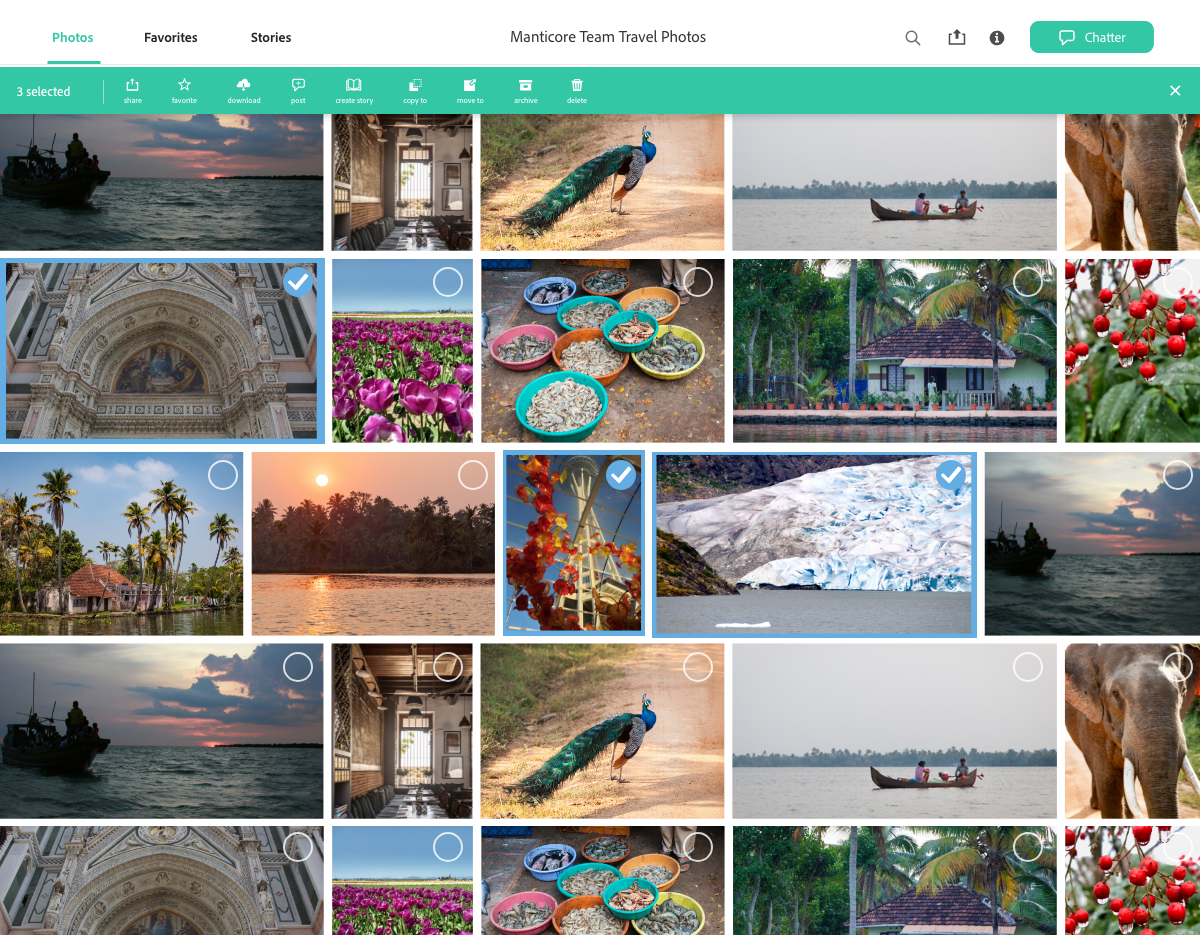 Photos
Favorites
Stories
Manticore Team Travel Photos
Chatter
3 selected
share
favorite
download
post
create story
copy to
move to
archive
delete